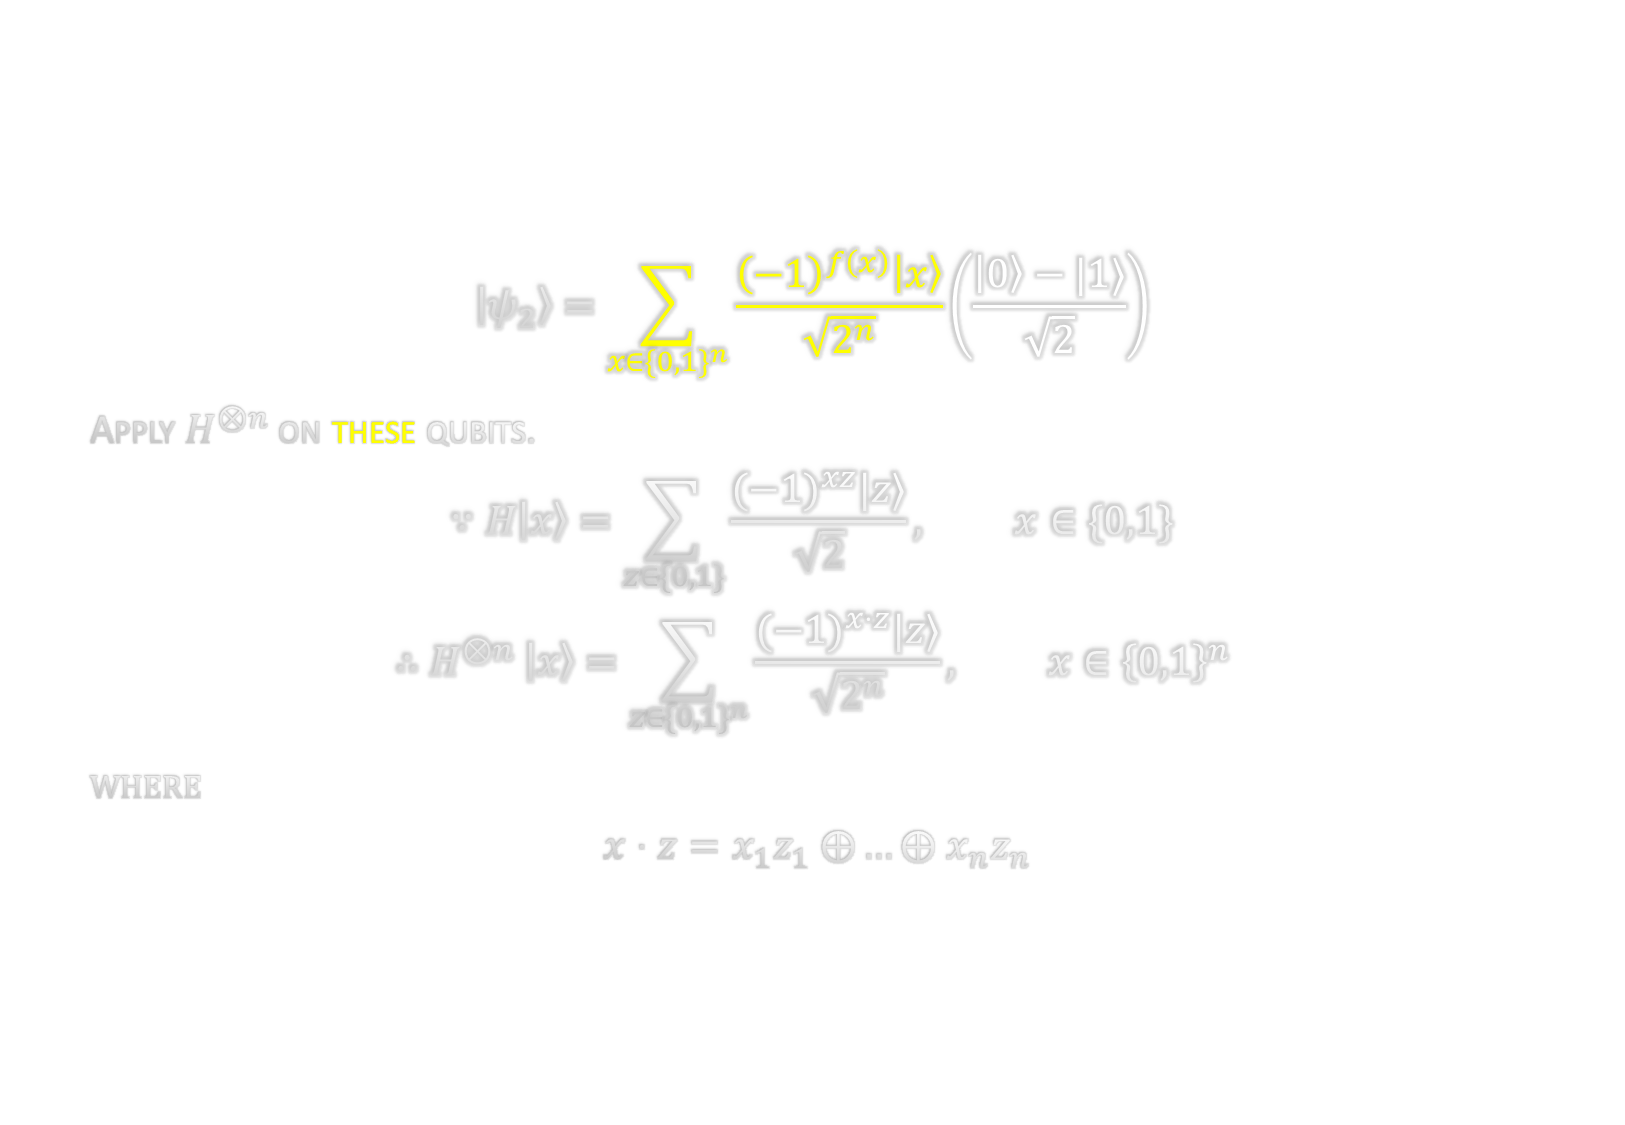 |ψ₂⟩ = ∑_{x∈{0,1}ⁿ} (−1)^{f(x)}|x⟩ / √2ⁿ ( |0⟩ − |1⟩ / √2 )
APPLY H^{⊗n} ON THESE QUBITS.
∵ H|x⟩ = ∑_{z∈{0,1}} (−1)^{xz}|z⟩ / √2 , x ∈ {0,1}
∴ H^{⊗n} |x⟩ = ∑_{z∈{0,1}ⁿ} (−1)^{x·z}|z⟩ / √2ⁿ , x ∈ {0,1}ⁿ
WHERE
x · z = x₁z₁ ⊕ … ⊕ xₙzₙ